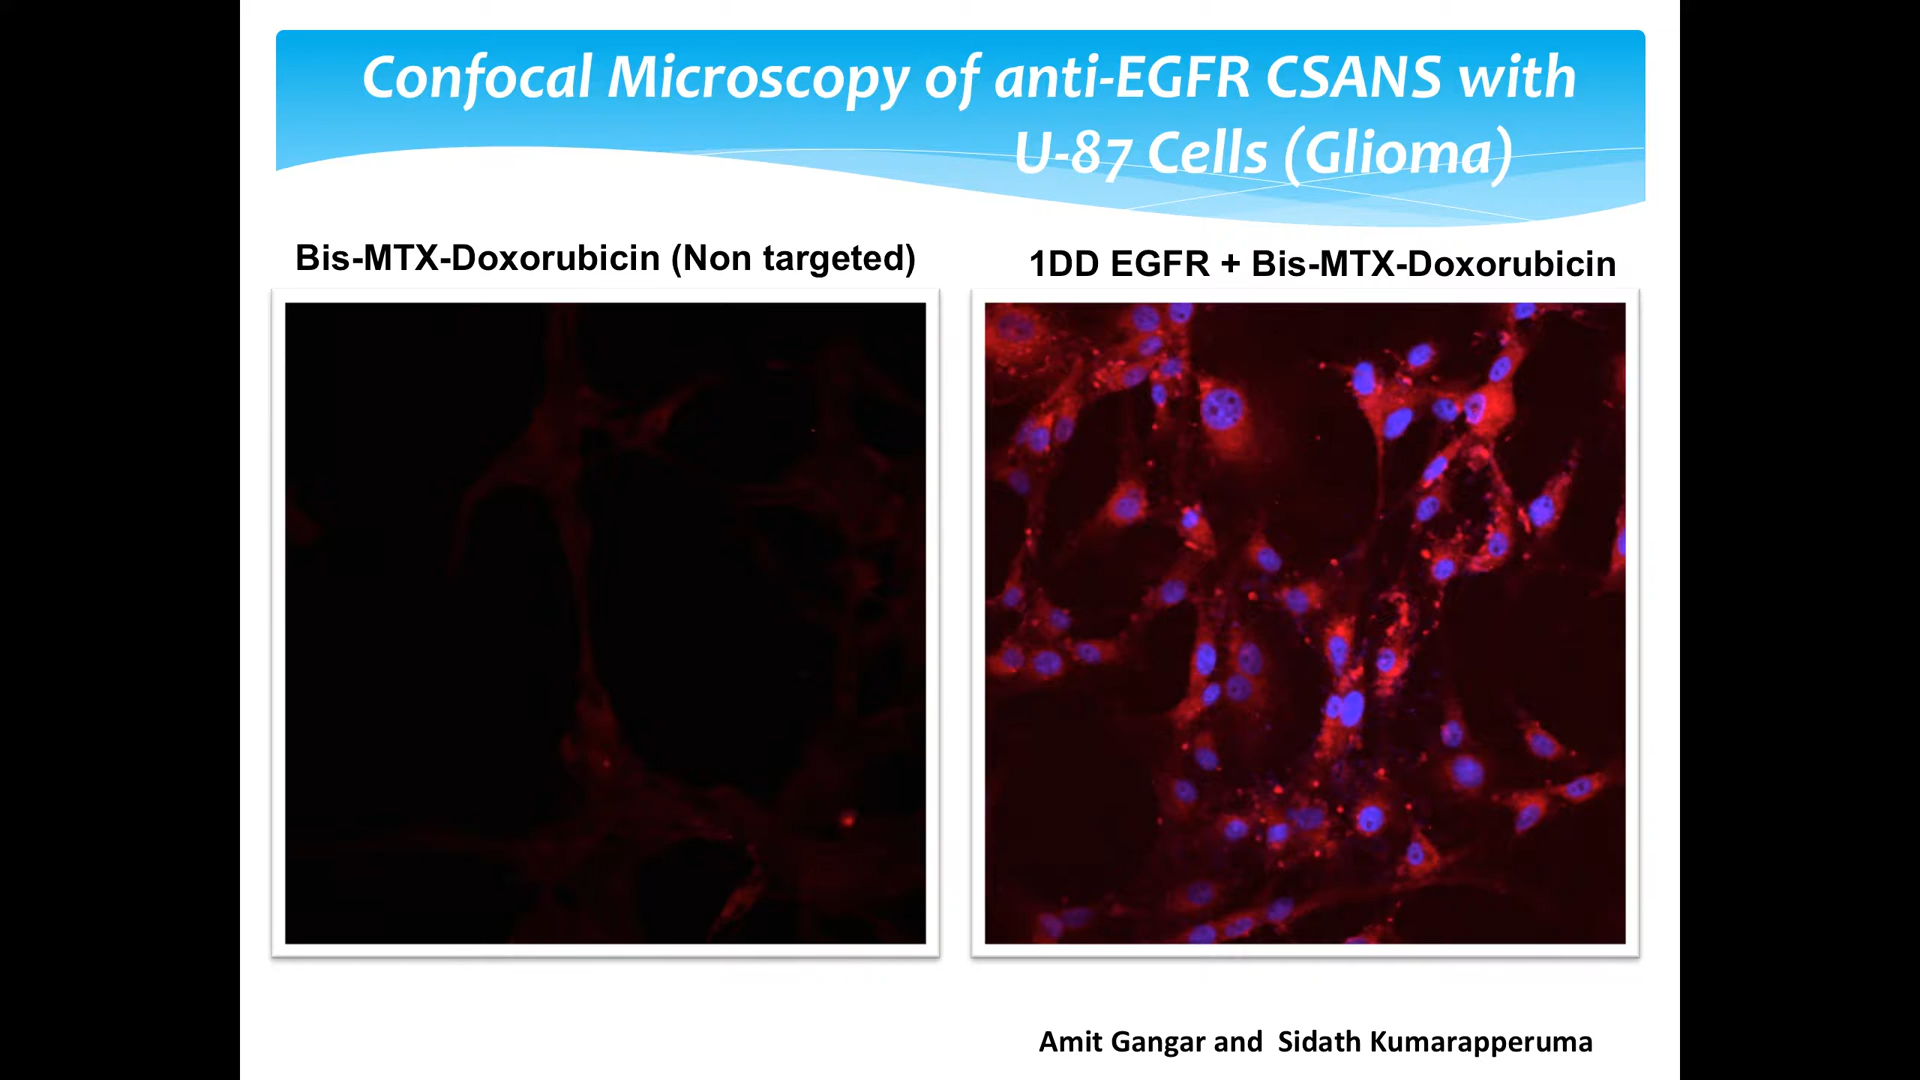 Confocal Microscopy of anti-EGFR CSANS with
U-87 Cells (Glioma)
Bis-MTX-Doxorubicin (Non targeted)
1DD EGFR + Bis-MTX-Doxorubicin
Amit Gangar and Sidath Kumarapperuma